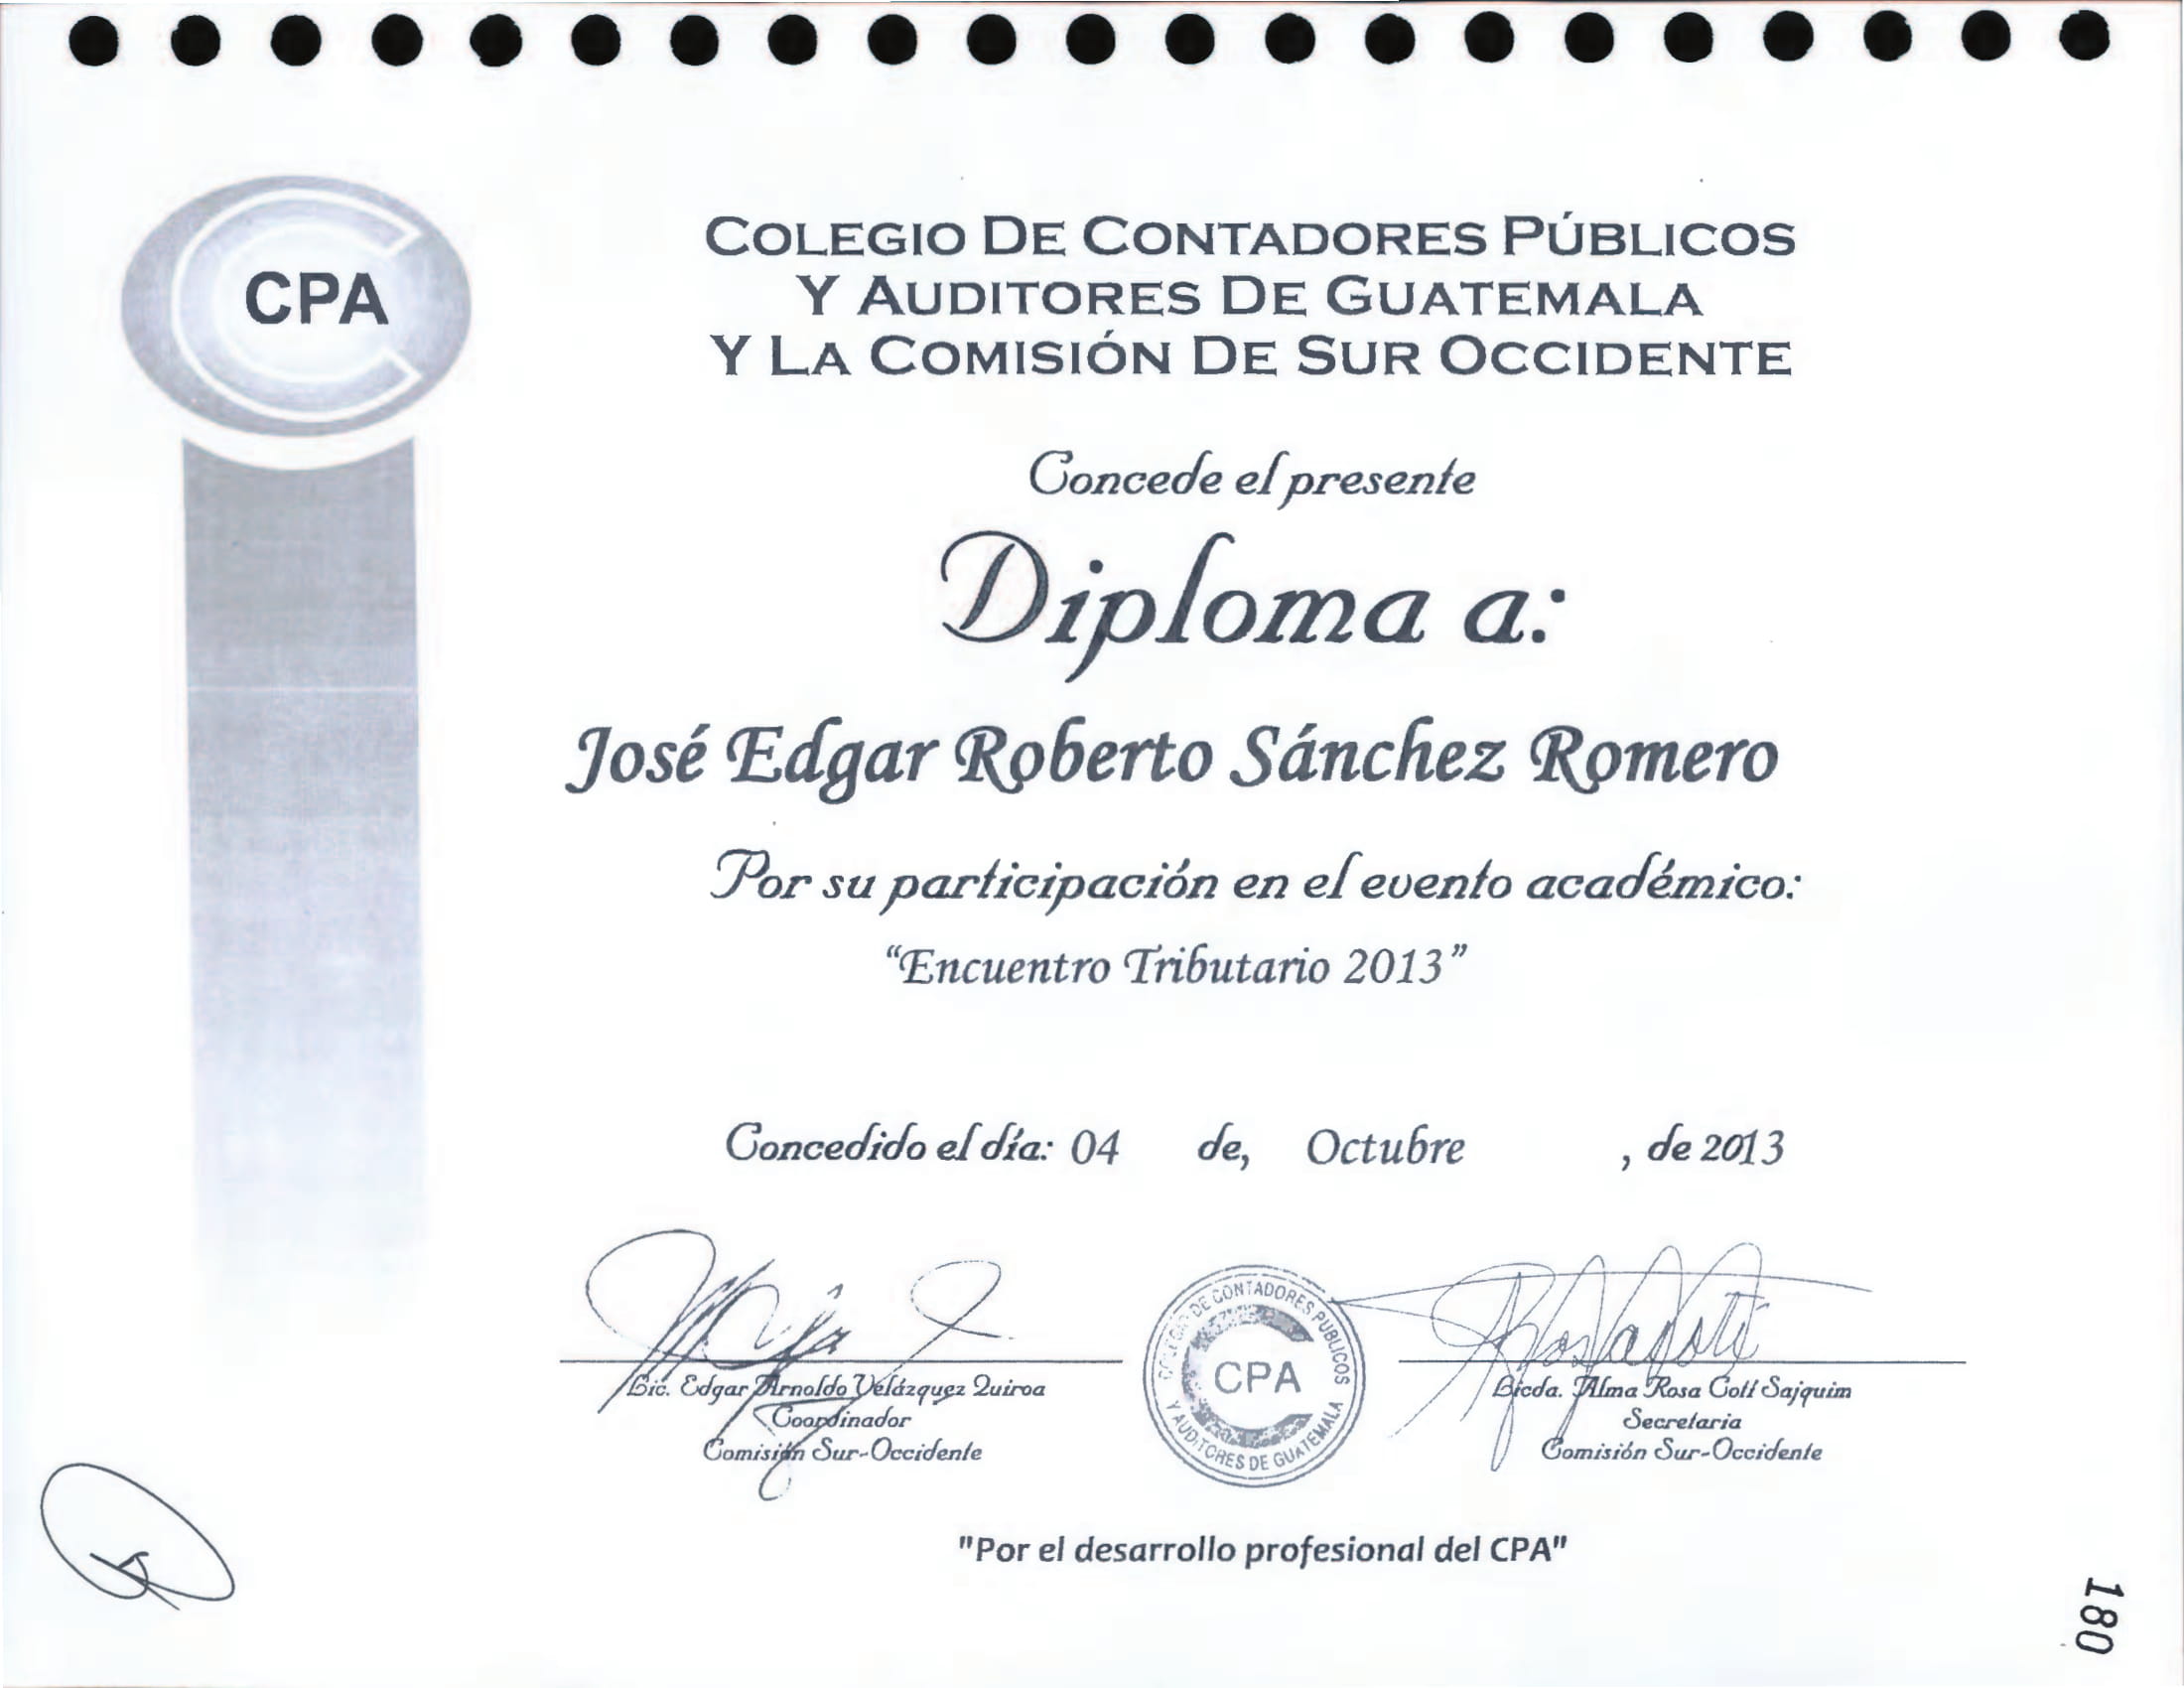 CPA
COLEGIO DE CONTADORES PÚBLICOS
Y AUDITORES DE GUATEMALA
Y LA COMISIÓN DE SUR OCCIDENTE
Concede el presente
Diploma a:
José Edgar Roberto Sánchez Romero
Por su participación en el evento académico:
“Encuentro Tributario 2013”
Concedido el día: 04 de, Octubre , de 2013
Lic. Edgar Arnoldo Velázquez Quiroa
Coordinador
Comisión Sur-Occidente
COLEGIO DE CONTADORES PUBLICOS
CPA
Y AUDITORES DE GUATEMALA
Licda. Alma Rosa Cotí Sajquim
Secretaria
Comisión Sur-Occidente
"Por el desarrollo profesional del CPA"
180